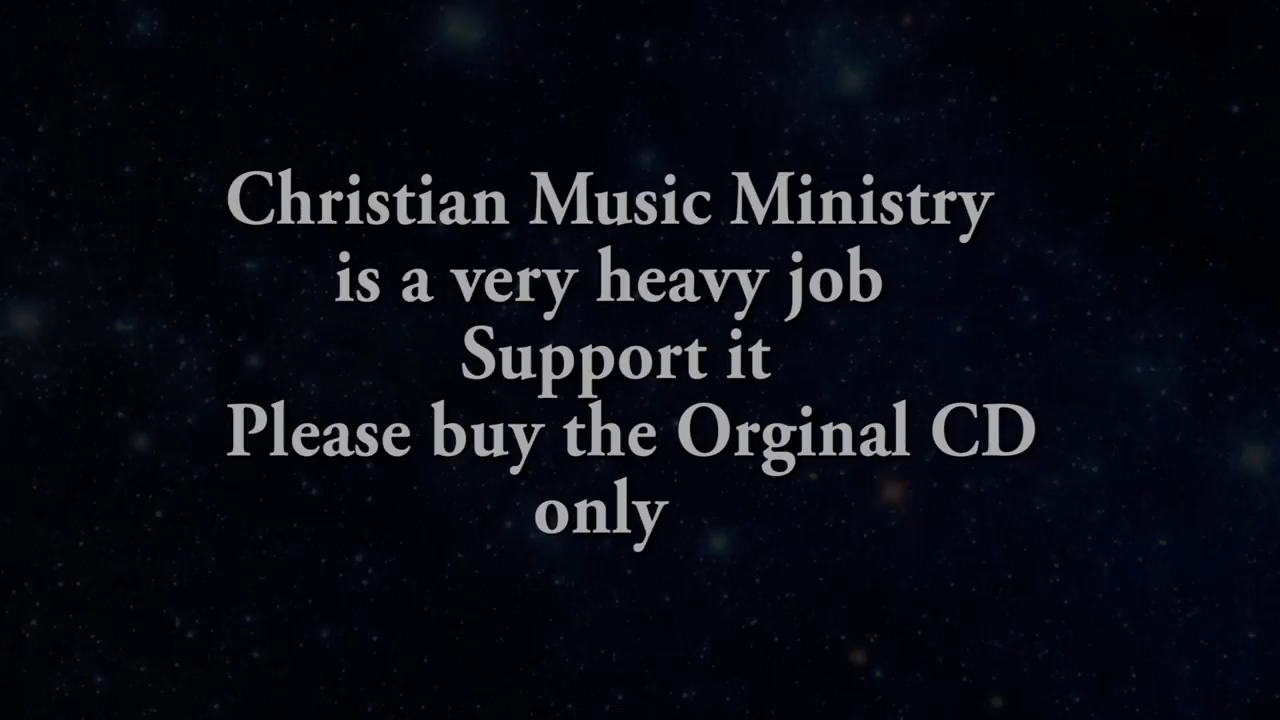 Christian Music Ministry
is a very heavy job
Support it
Please buy the Orginal CD
only